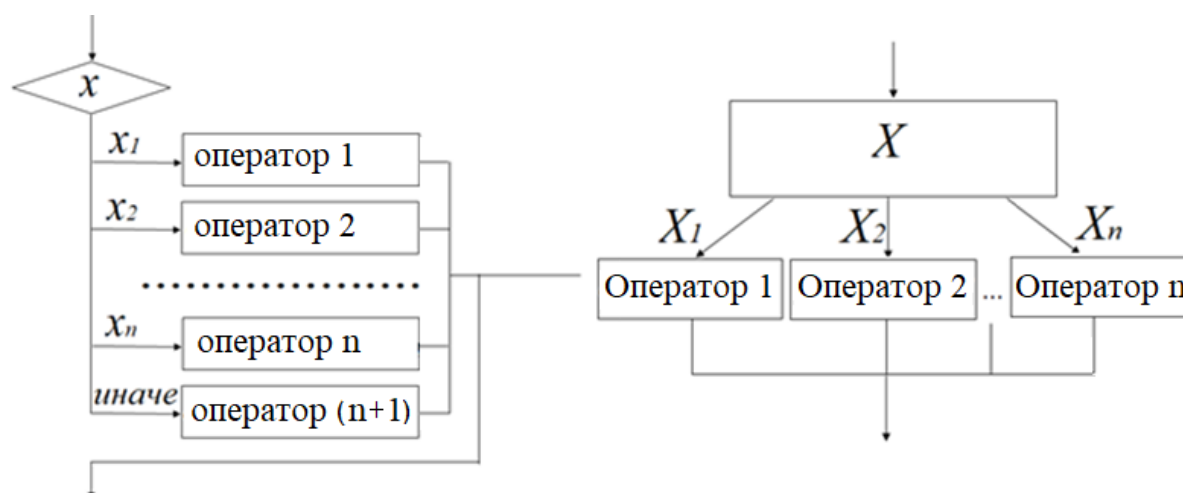 x
x1
оператор 1
x2
оператор 2
....................
xn
оператор n
иначе
оператор (n+1)
X
X1
X2
Xn
Оператор 1
Оператор 2
...
Оператор n